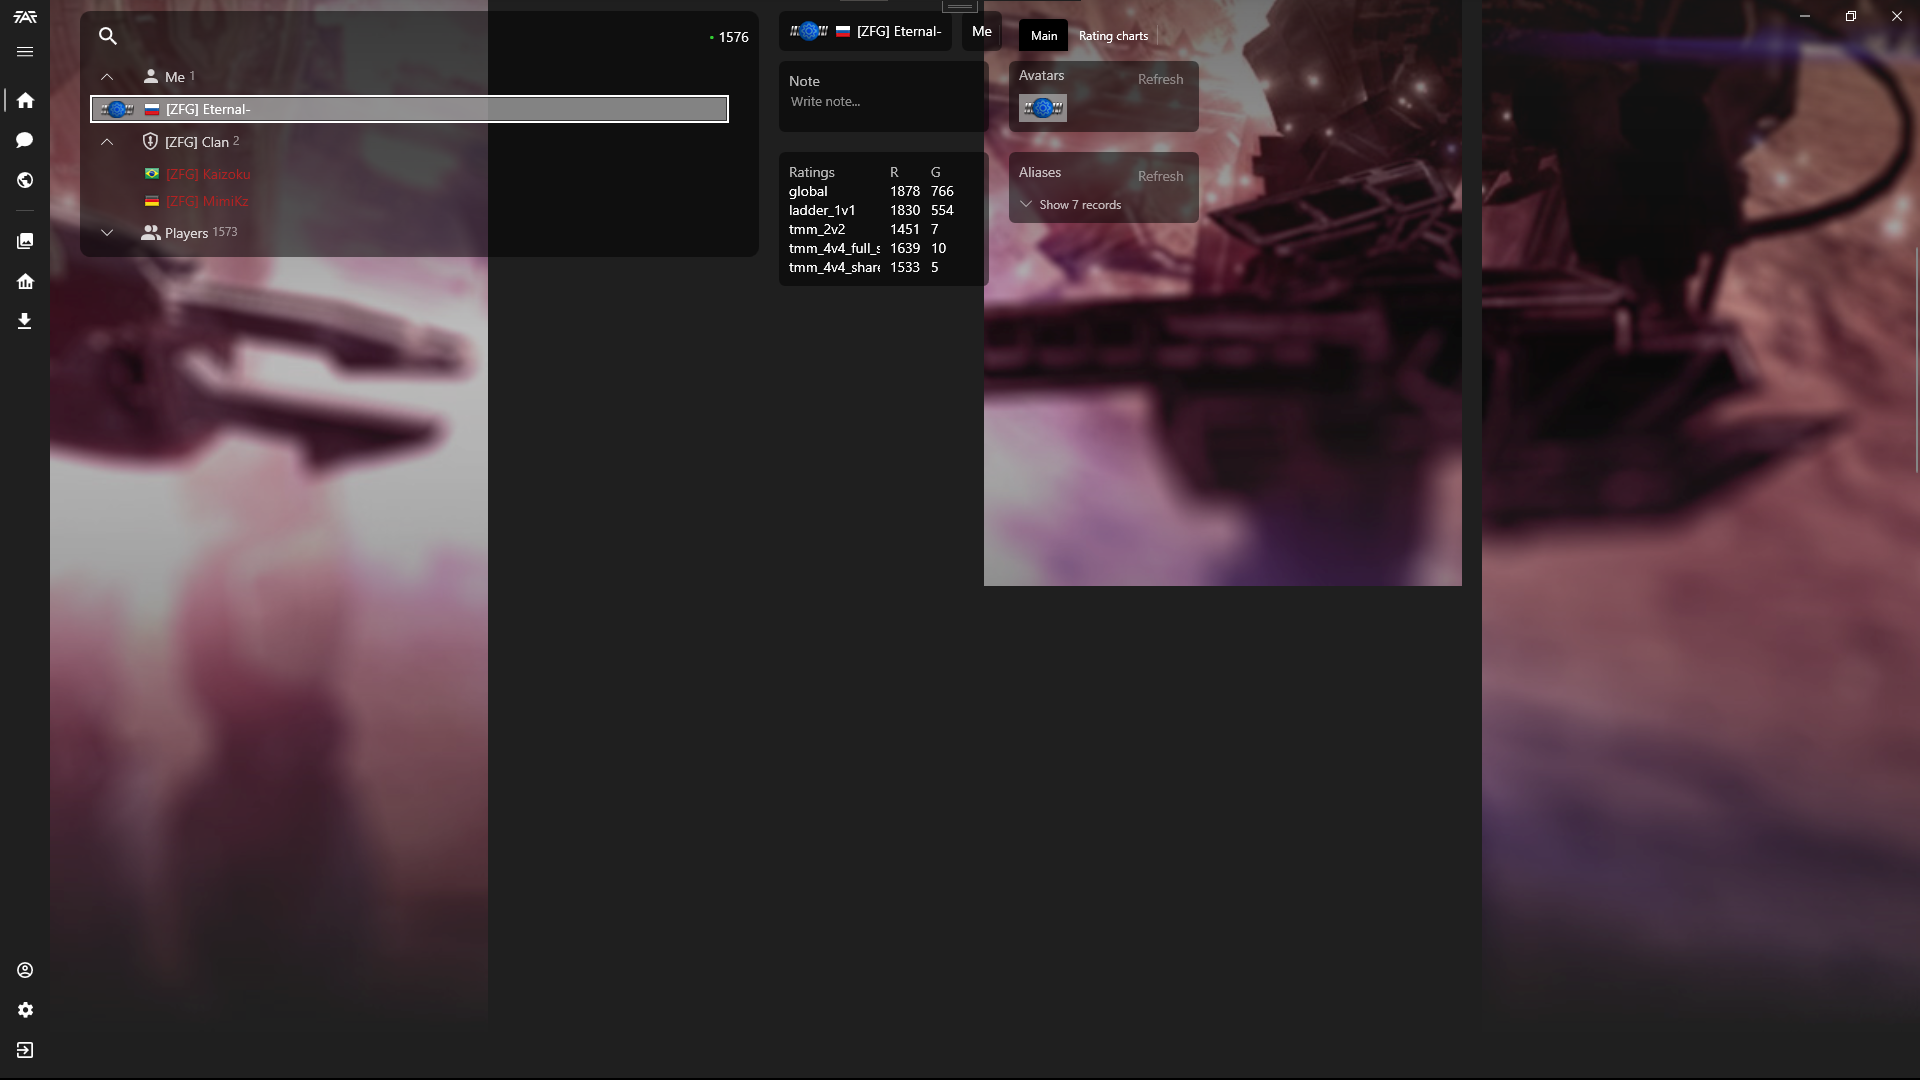 FAF
1576
Me 1
[ZFG] Eternal-
[ZFG] Clan 2
[ZFG] Kaizoku
[ZFG] MimiKz
Players 1573
[ZFG] Eternal-
Me
Main
Rating charts
Note
Write note...
Avatars
Refresh
Ratings R G
global 1878 766
ladder_1v1 1830 554
tmm_2v2 1451 7
tmm_4v4_full_s 1639 10
tmm_4v4_share 1533 5
Aliases
Refresh
Show 7 records